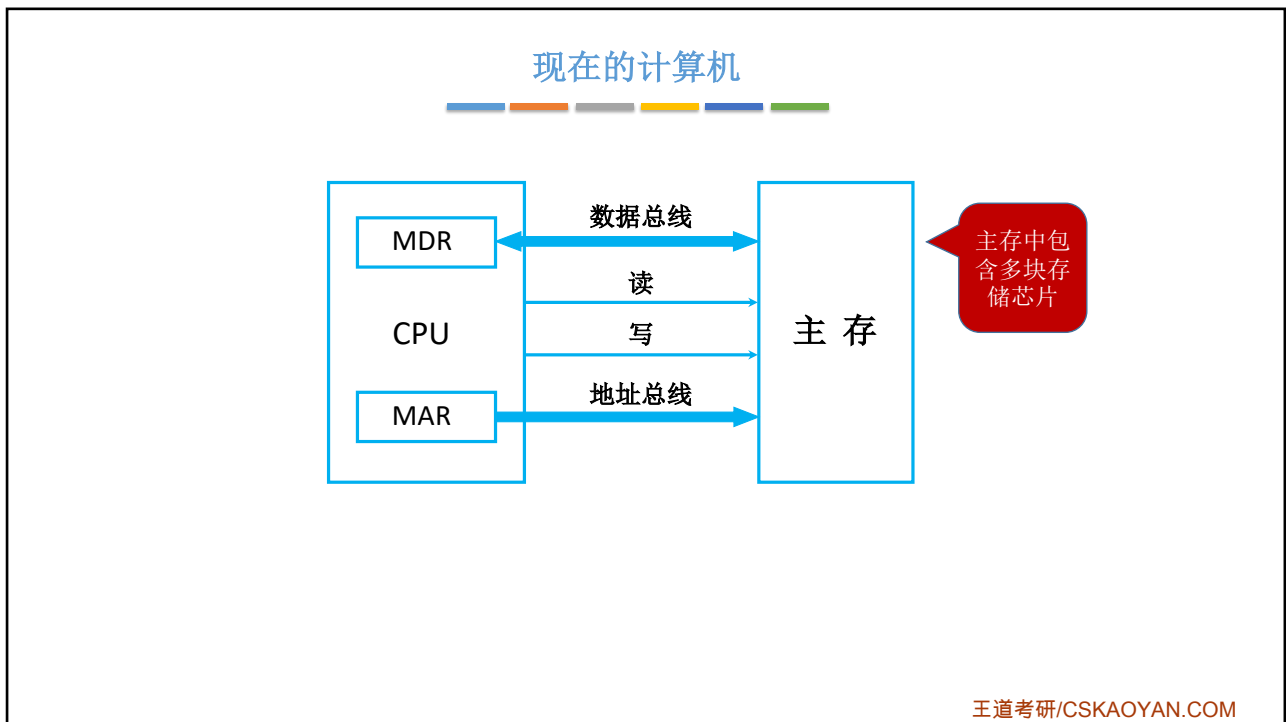 现在的计算机
MDR
数据总线
读
CPU
写
主 存
地址总线
MAR
主存中包
含多块存
储芯片
王道考研/CSKAOYAN.COM